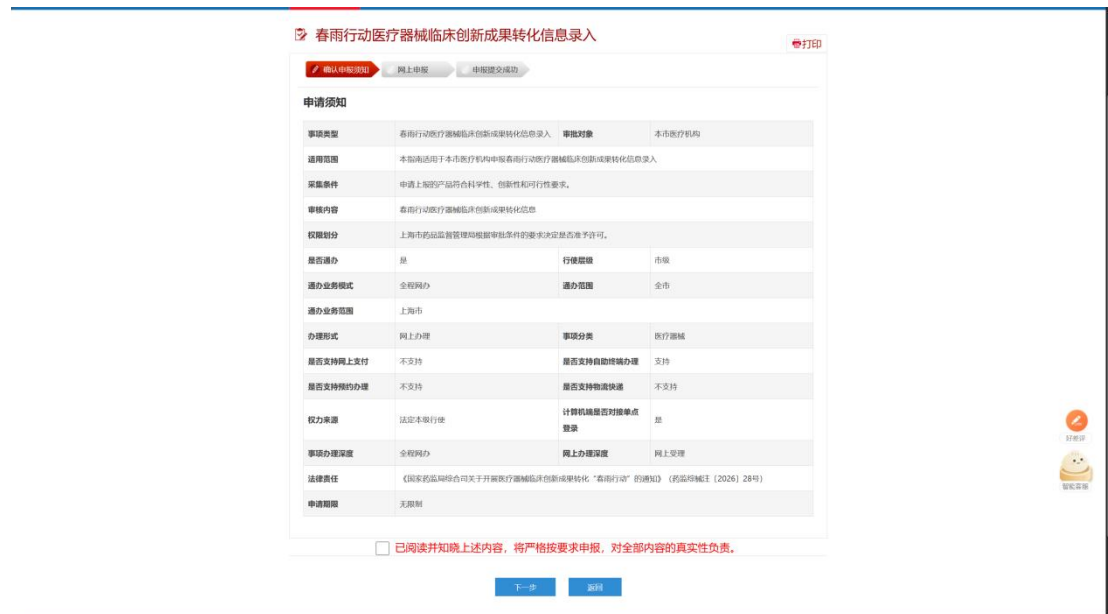 春雨行动医疗器械临床创新成果转化信息录入
打印
确认申报须知 网上申报 申报提交成功
申请须知
事项类型 春雨行动医疗器械临床创新成果转化信息录入 审批对象 本市医疗机构
适用范围 本指南适用于本市医疗机构申报春雨行动医疗器械临床创新成果转化信息录入
采集条件 申请上报的产品符合科学性、创新性和可行性要求。
审核内容 春雨行动医疗器械临床创新成果转化信息
权限划分 上海市药品监督管理局根据审批条件的要求决定是否准予许可。
是否通办 是 行使层级 市级
通办业务模式 全程网办 通办范围 全市
通办业务范围 上海市
办理形式 网上办理 事项分类 医疗器械
是否支持网上支付 不支持 是否支持自助终端办理 支持
是否支持预约办理 不支持 是否支持物流快递 不支持
权力来源 法定本级行使 计算机端是否对接单点
登录 是
事项办理深度 全程网办 网上办理深度 网上受理
法律责任 《国家药监局综合司关于开展医疗器械临床创新成果转化“春雨行动”的通知》（药监综械注〔2026〕28号）
申请期限 无限制
已阅读并知晓上述内容，将严格按要求申报，对全部内容的真实性负责。
下一步 返回
好差评
智能客服